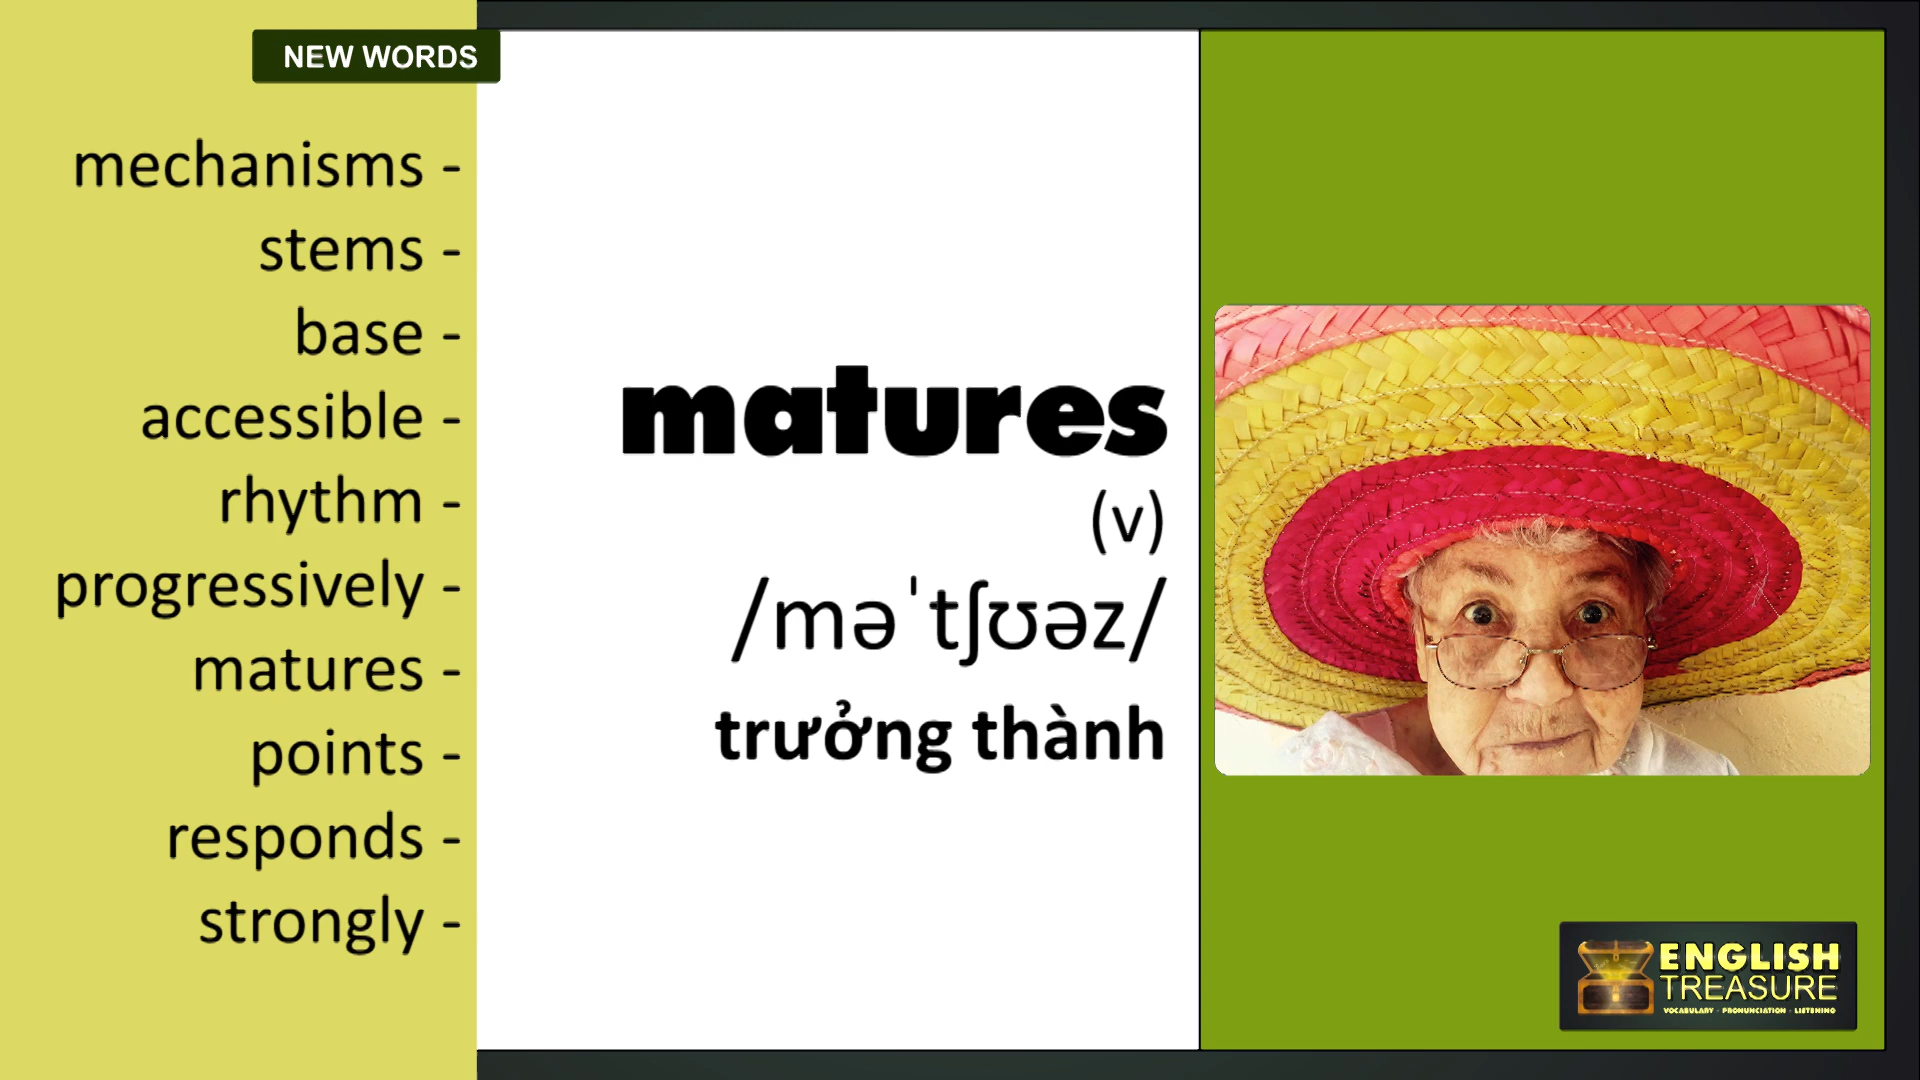 NEW WORDS
mechanisms -
stems -
base -
accessible -
rhythm -
progressively -
matures -
points -
responds -
strongly -
matures
(v)
/məˈtʃʊəz/
trưởng thành
ENGLISH
TREASURE
VOCABULARY - PRONUNCIATION - LISTENING